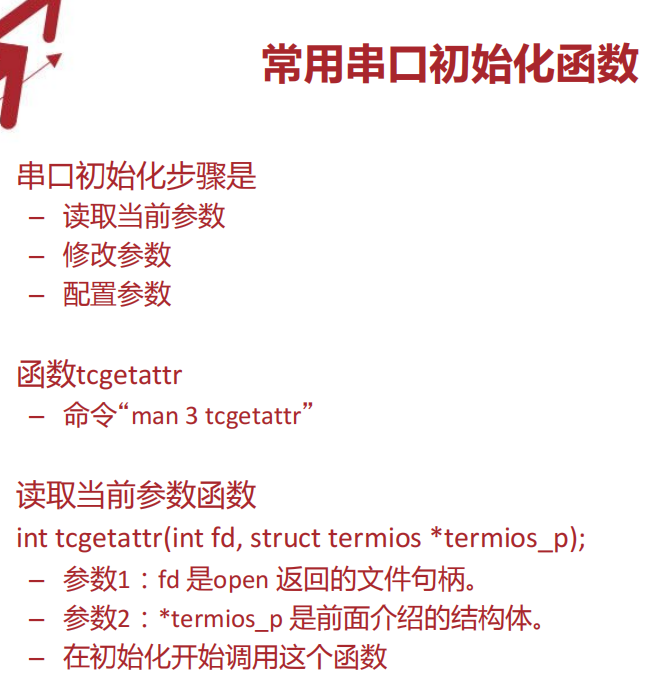 常用串口初始化函数
串口初始化步骤是
– 读取当前参数
– 修改参数
– 配置参数
函数tcgetattr
– 命令“man 3 tcgetattr”
读取当前参数函数
int tcgetattr(int fd, struct termios *termios_p);
– 参数1：fd 是open 返回的文件句柄。
– 参数2：*termios_p 是前面介绍的结构体。
– 在初始化开始调用这个函数